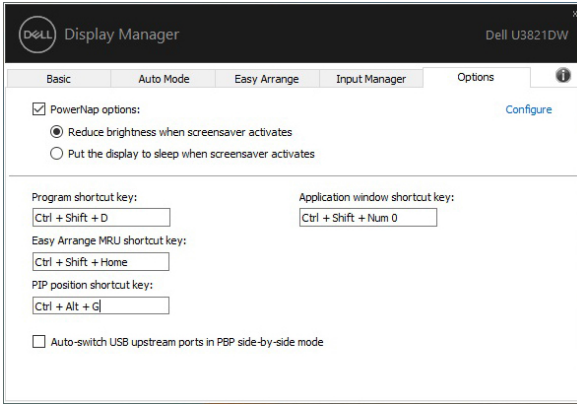 DELL Display Manager
Dell U3821DW
Basic
Auto Mode
Easy Arrange
Input Manager
Options
PowerNap options:
Configure
Reduce brightness when screensaver activates
Put the display to sleep when screensaver activates
Program shortcut key:
Application window shortcut key:
Ctrl + Shift + D
Ctrl + Shift + Num 0
Easy Arrange MRU shortcut key:
Ctrl + Shift + Home
PIP position shortcut key:
Ctrl + Alt + G
Auto-switch USB upstream ports in PBP side-by-side mode